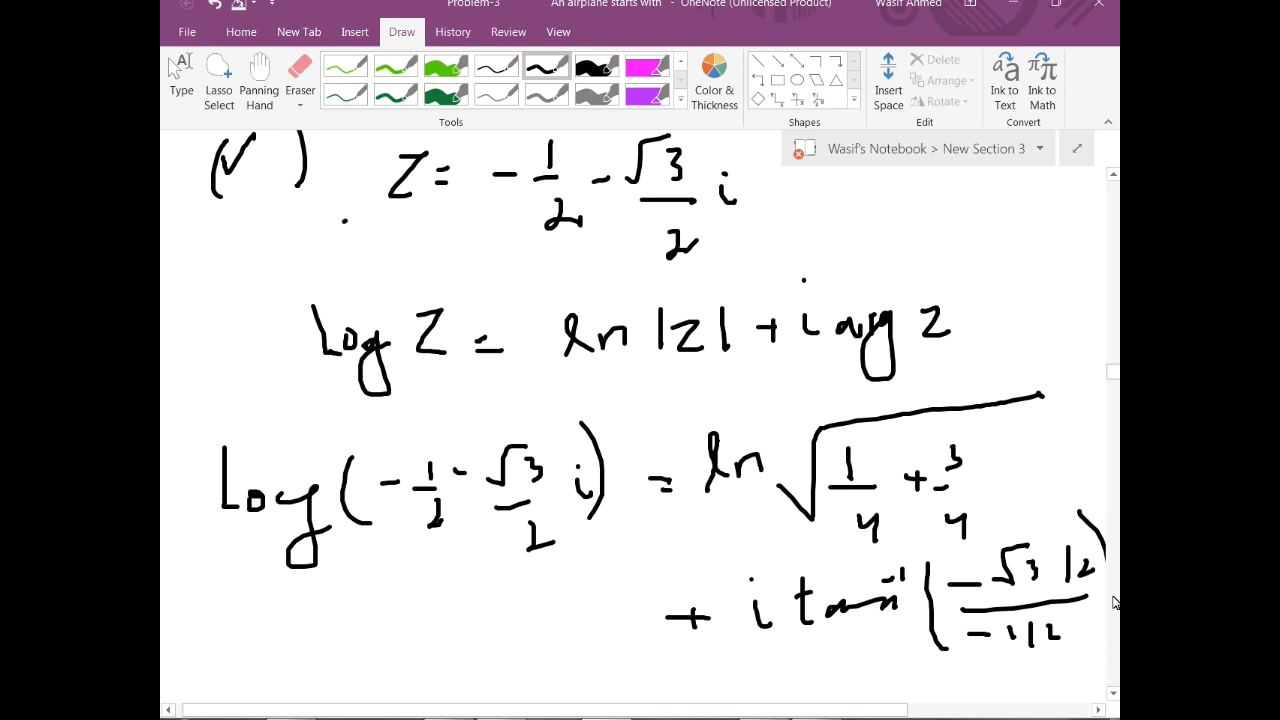 Problem-3 An airplane starts with - OneNote (Unlicensed Product) Wasif Ahmed
File Home New Tab Insert Draw History Review View
Type Lasso Select Panning Hand Eraser Color & Thickness Insert Space Delete Arrange Rotate Ink to Text Ink to Math
Tools Shapes Edit Convert
Wasif's Notebook > New Section 3
(v) Z = -1/2 - √3/2 i
Log Z = ln |z| + i arg z
Log(-1/2 - √3/2 i) = ln √(1/4 + 3/4)
+ i tan⁻¹ (-√3/2 / -1/2)